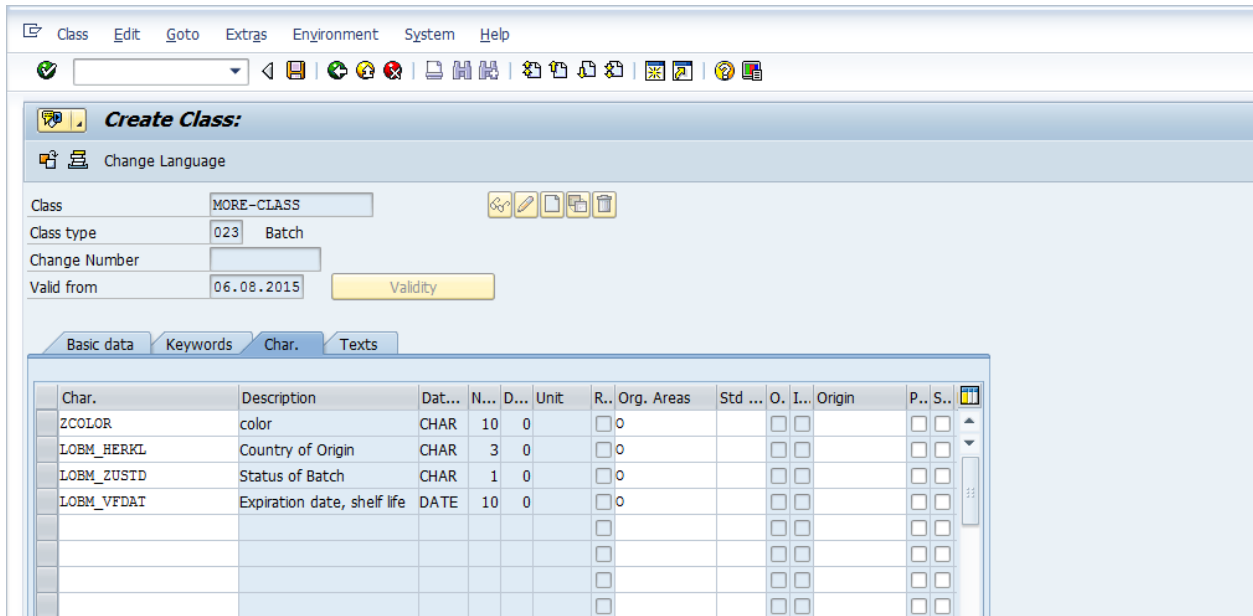 Class Edit Goto Extras Environment System Help
Create Class:
Change Language
Class MORE-CLASS
Class type 023 Batch
Change Number
Valid from 06.08.2015 Validity
Basic data Keywords Char. Texts
Char. Description Dat... N... D... Unit R.. Org. Areas Std ... O. I... Origin P.. S..
ZCOLOR color CHAR 10 0 O
LOBM_HERKL Country of Origin CHAR 3 0 O
LOBM_ZUSTD Status of Batch CHAR 1 0 O
LOBM_VFDAT Expiration date, shelf life DATE 10 0 O